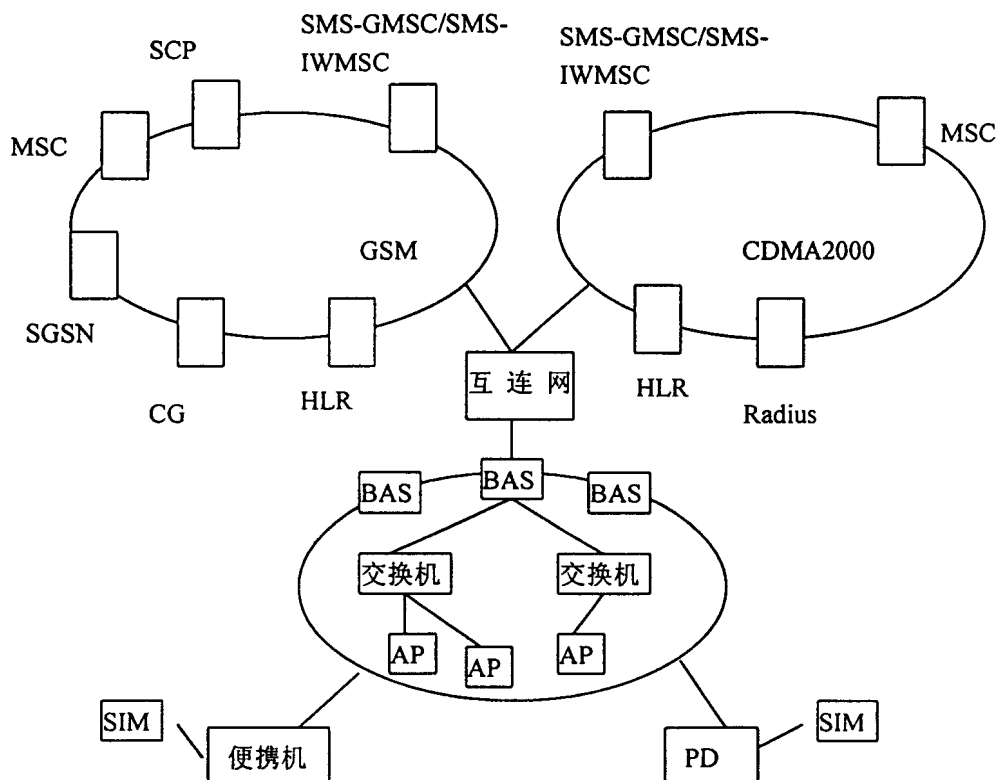 SCP
SMS-GMSC/SMS-
IWMSC
SMS-GMSC/SMS-
IWMSC
MSC
MSC
GSM
CDMA2000
SGSN
CG
HLR
互连网
HLR
Radius
BAS
BAS
BAS
交换机
交换机
AP
AP
AP
SIM
便携机
PD
SIM